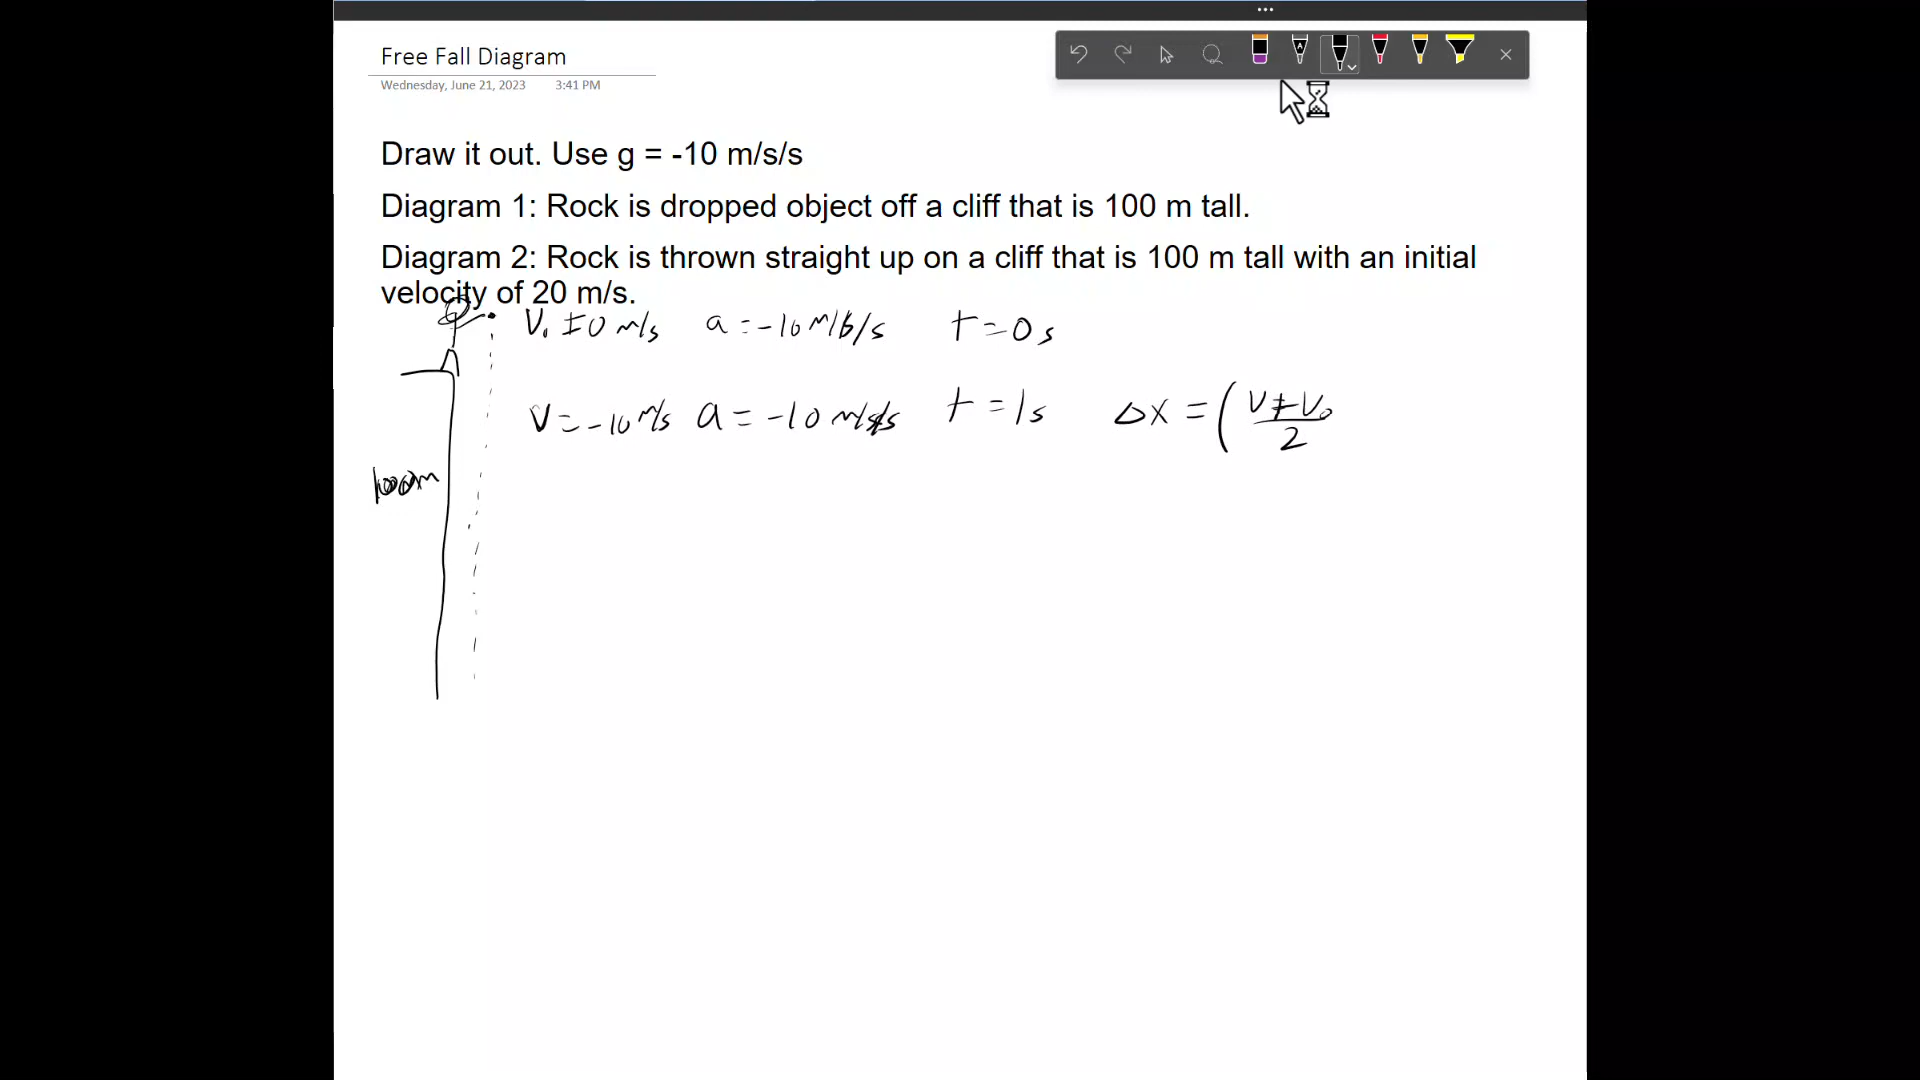 Free Fall Diagram
Wednesday, June 21, 2023 3:41 PM
Draw it out. Use g = -10 m/s/s
Diagram 1: Rock is dropped object off a cliff that is 100 m tall.
Diagram 2: Rock is thrown straight up on a cliff that is 100 m tall with an initial
velocity of 20 m/s.
V₀ = 0 m/s a = -10 m/s/s t = 0 s
V = -10 m/s a = -10 m/s/s t = 1 s Δx = (V + V₀
2
100m